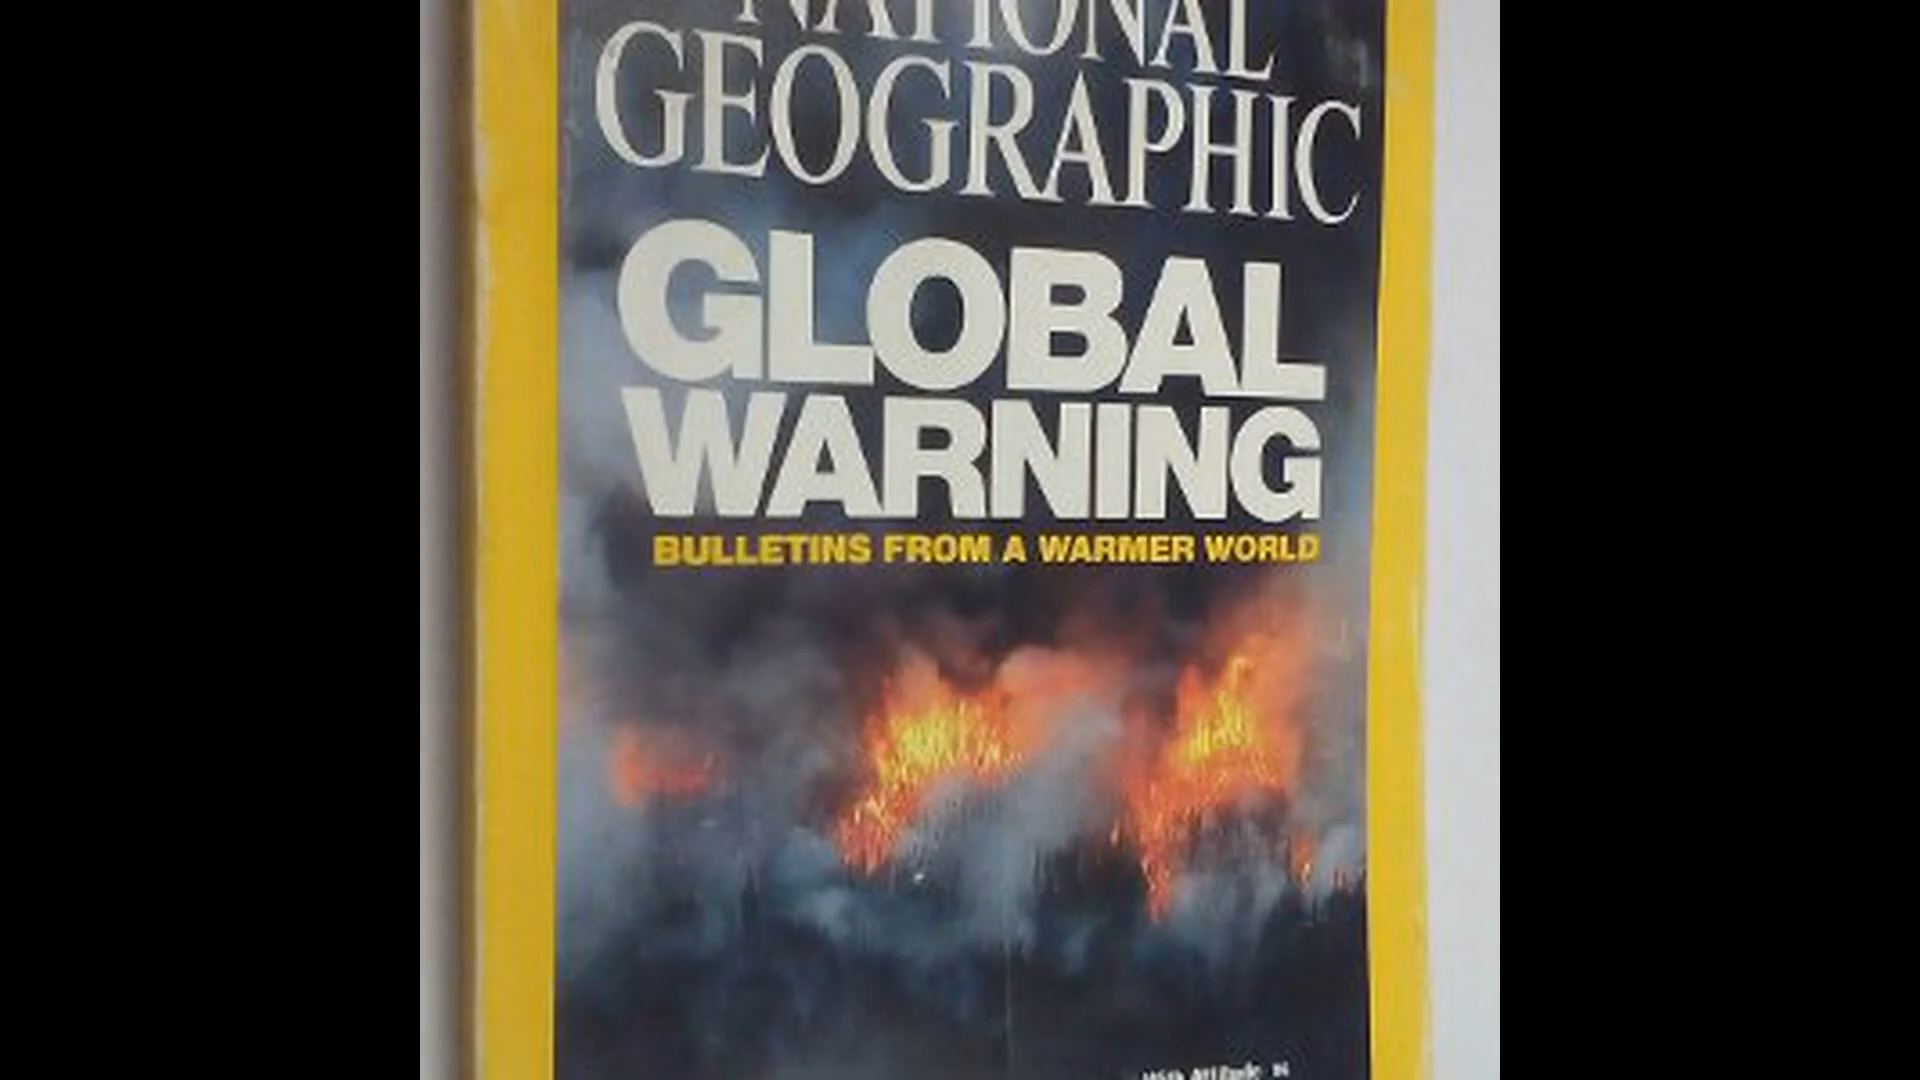 NATIONAL
GEOGRAPHIC
GLOBAL
WARNING
BULLETINS FROM A WARMER WORLD